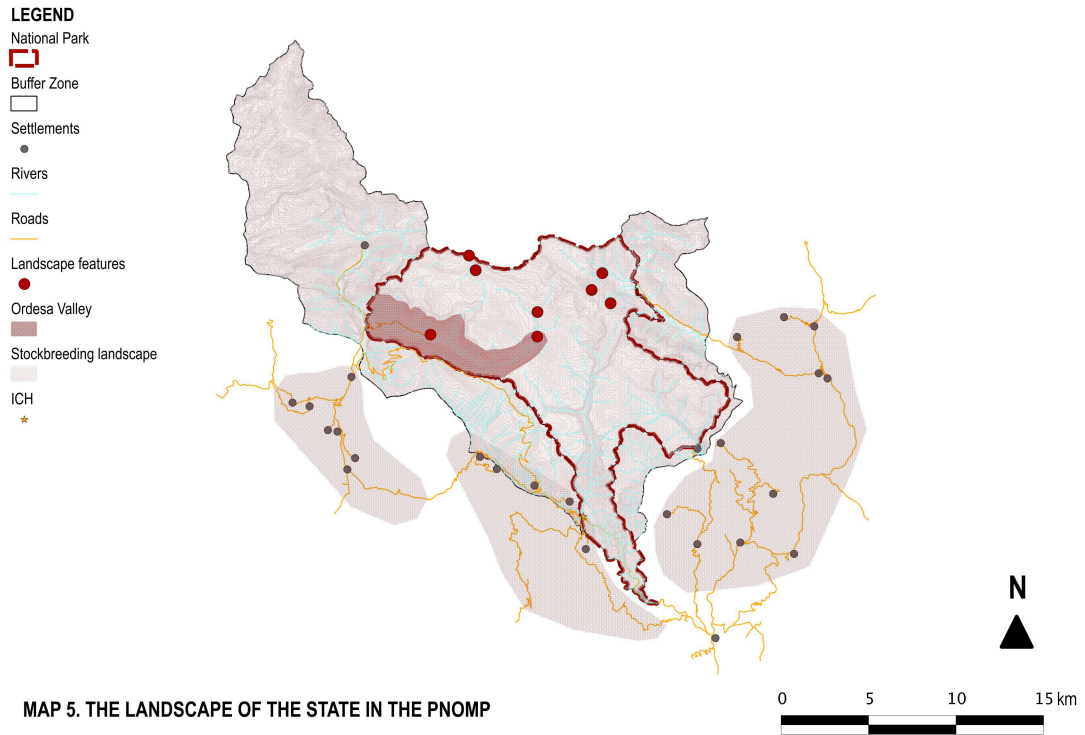 LEGEND
National Park
Buffer Zone
Settlements
Rivers
Roads
Landscape features
Ordesa Valley
Stockbreeding landscape
ICH
N
0 5 10 15 km
MAP 5. THE LANDSCAPE OF THE STATE IN THE PNOMP